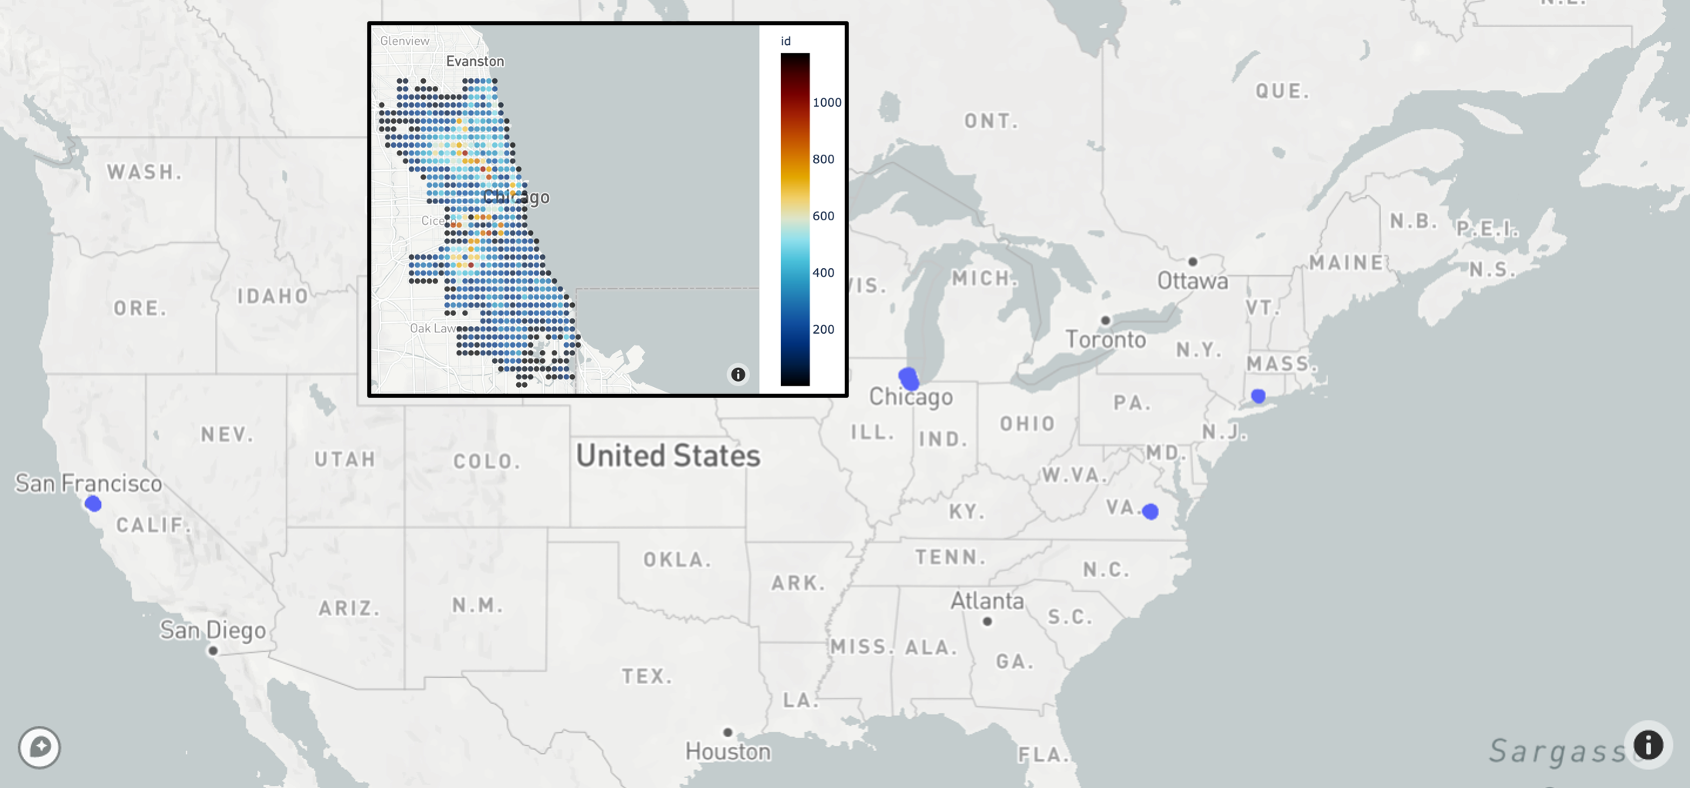 N.L.
Glenview
Evanston
id
1000
800
600
400
200
Chicago
Cicero
Oak Law
WASH.
ORE.
IDAHO
NEV.
UTAH
COLO.
San Francisco
CALIF.
United States
ARIZ.
N.M.
San Diego
OKLA.
TEX.
Houston
ARK.
LA.
MISS.
ALA.
TENN.
KY.
Atlanta
GA.
S.C.
N.C.
FLA.
ONT.
QUE.
VIS.
MICH.
Chicago
ILL.
IND.
OHIO
Ottawa
Toronto
N.Y.
PA.
W.VA.
VA.
MD.
N.J.
MASS.
VT.
MAINE
N.B.
P.E.I.
N.S.
Sargass